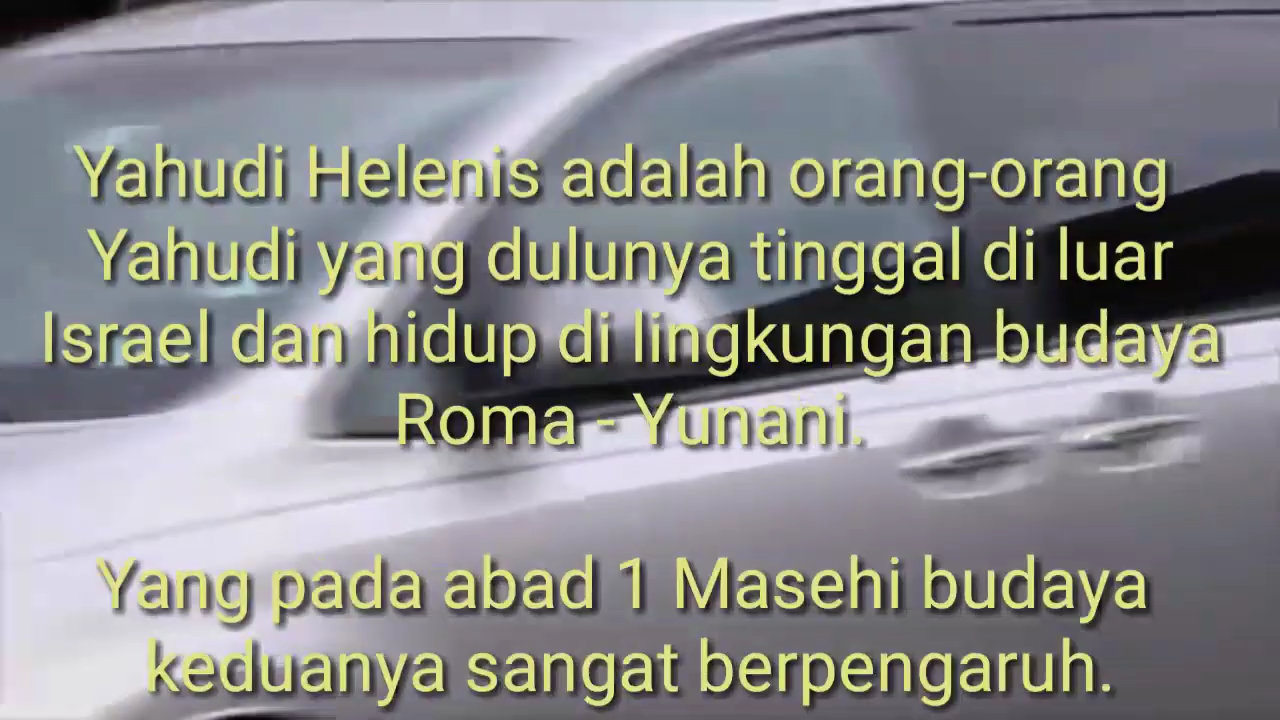 Yahudi Helenis adalah orang-orang
Yahudi yang dulunya tinggal di luar
Israel dan hidup di lingkungan budaya
Roma - Yunani.
Yang pada abad 1 Masehi budaya
keduanya sangat berpengaruh.